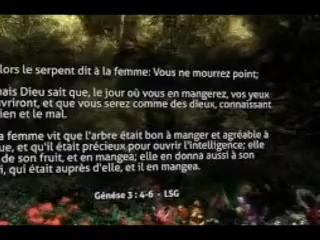 lors le serpent dit à la femme: Vous ne mourrez point;
mais Dieu sait que, le jour où vous en mangerez, vos yeux
uvriront, et que vous serez comme des dieux, connaissant
ien et le mal.
a femme vit que l'arbre était bon à manger et agréable à
ue, et qu'il était précieux pour ouvrir l'intelligence; elle
de son fruit, et en mangea; elle en donna aussi à son
i, qui était auprès d'elle, et il en mangea.
Génése 3 : 4-6 - LSG